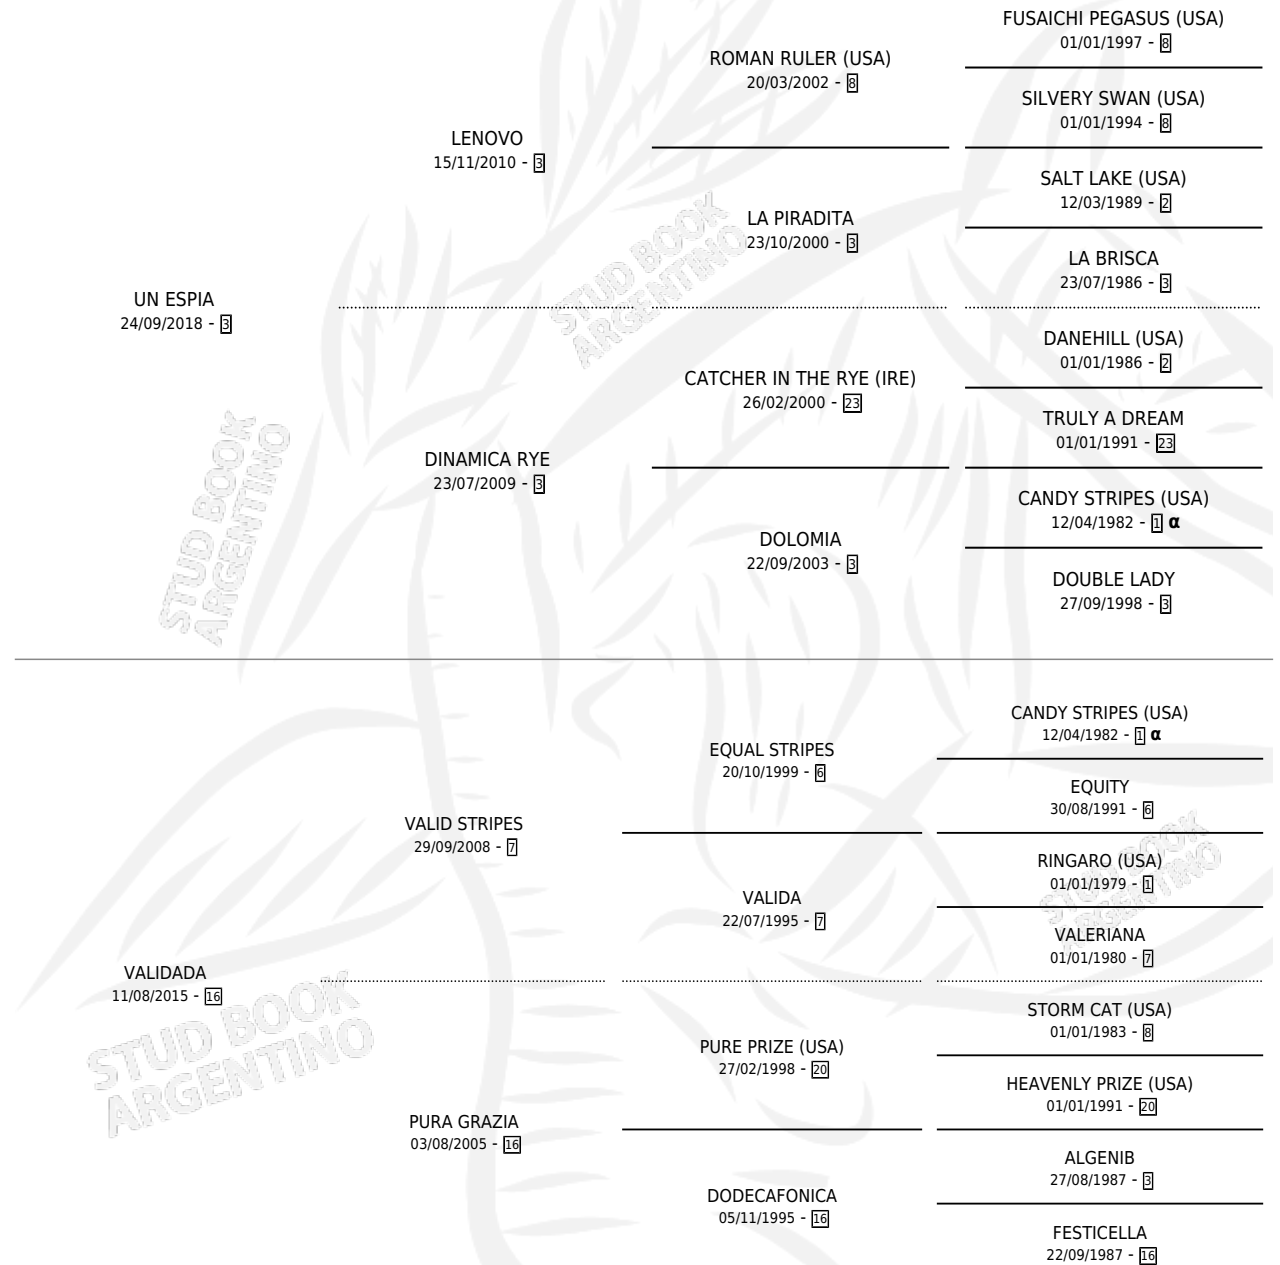 FUSAICHI PEGASUS (USA)
01/01/1997 - 8
ROMAN RULER (USA)
20/03/2002 - 8
SILVERY SWAN (USA)
01/01/1994 - 8
LENOVO
15/11/2010 - 3
SALT LAKE (USA)
12/03/1989 - 2
LA PIRADITA
23/10/2000 - 3
LA BRISCA
23/07/1986 - 3
STUD BOOK
ARGENTINO
UN ESPIA
24/09/2018 - 3
DANEHILL (USA)
01/01/1986 - 2
CATCHER IN THE RYE (IRE)
26/02/2000 - 23
TRULY A DREAM
01/01/1991 - 23
DINAMICA RYE
23/07/2009 - 3
CANDY STRIPES (USA)
12/04/1982 - 1 α
DOLOMIA
22/09/2003 - 3
DOUBLE LADY
27/09/1998 - 3
STUD BOOK
ARGENTINO
CANDY STRIPES (USA)
12/04/1982 - 1 α
EQUAL STRIPES
20/10/1999 - 6
EQUITY
30/08/1991 - 6
VALID STRIPES
29/09/2008 - 7
RINGARO (USA)
01/01/1979 - 1
VALIDA
22/07/1995 - 7
VALERIANA
01/01/1980 - 7
STUD BOOK
ARGENTINO
VALIDADA
11/08/2015 - 16
STORM CAT (USA)
01/01/1983 - 8
PURE PRIZE (USA)
27/02/1998 - 20
HEAVENLY PRIZE (USA)
01/01/1991 - 20
PURA GRAZIA
03/08/2005 - 16
ALGENIB
27/08/1987 - 3
DODECAFONICA
05/11/1995 - 16
FESTICELLA
22/09/1987 - 16
STUD BOOK
ARGENTINO